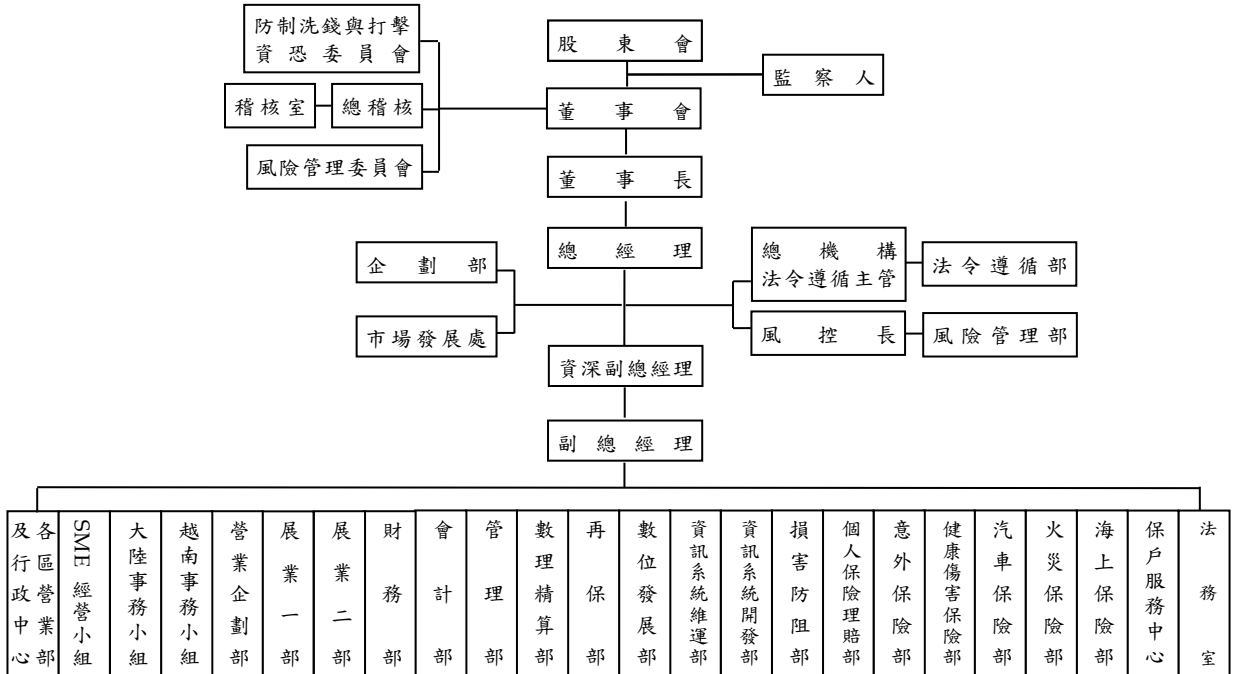 防制洗錢與打擊
資恐委員會
股東會
監察人
稽核室
總稽核
董事會
風險管理委員會
董事長
企劃部
總經理
總機構
法令遵循主管
法令遵循部
市場發展處
風控長
風險管理部
資深副總經理
副總經理
各區營業部
及行政中心
SME 經營小組
大陸事務小組
越南事務小組
營業企劃部
展業一部
展業二部
財務部
會計部
管理部
數理精算部
再保部
數位發展部
資訊系統維運部
資訊系統開發部
損害防阻部
個人保險理賠部
意外保險部
健康傷害保險部
汽車保險部
火災保險部
海上保險部
保戶服務中心
法務室